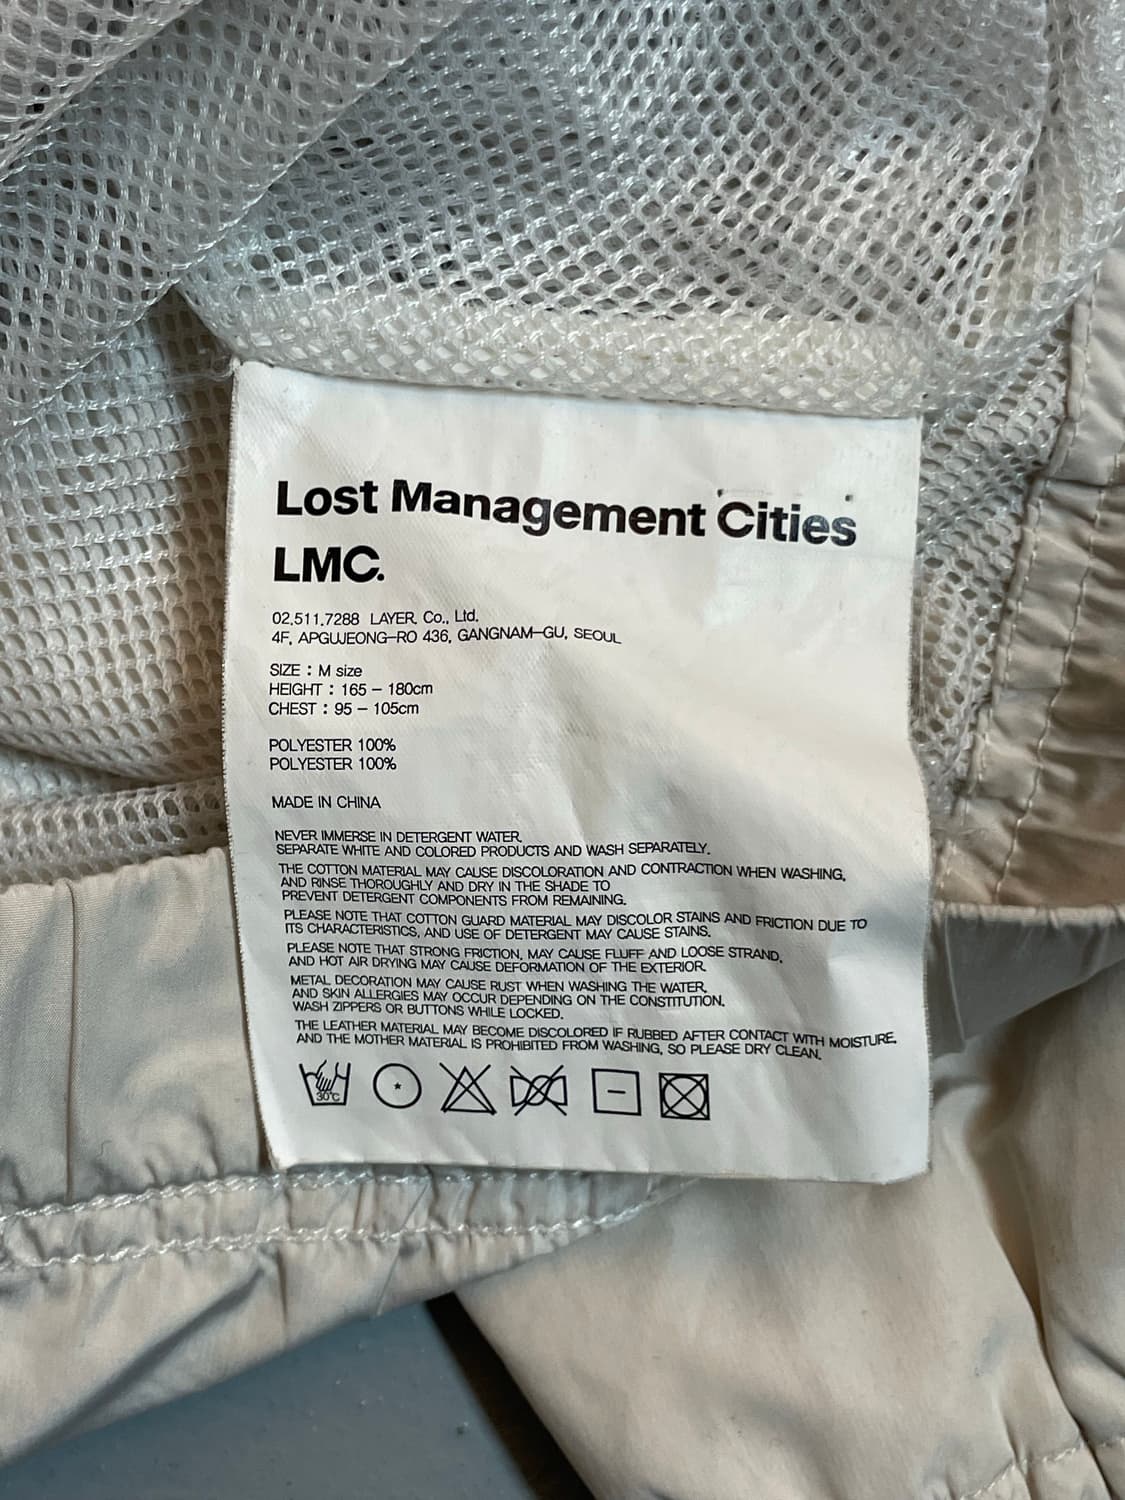 Lost Management Cities
LMC.
02.511.7288 LAYER. Co., Ltd.
4F, APGUJEONG-RO 436, GANGNAM-GU, SEOUL
SIZE : M size
HEIGHT : 165 - 180cm
CHEST : 95 - 105cm
POLYESTER 100%
POLYESTER 100%
MADE IN CHINA
NEVER IMMERSE IN DETERGENT WATER.
SEPARATE WHITE AND COLORED PRODUCTS AND WASH SEPARATELY.
THE COTTON MATERIAL MAY CAUSE DISCOLORATION AND CONTRACTION WHEN WASHING,
AND RINSE THOROUGHLY AND DRY IN THE SHADE TO
PREVENT DETERGENT COMPONENTS FROM REMAINING.
PLEASE NOTE THAT COTTON GUARD MATERIAL MAY DISCOLOR STAINS AND FRICTION DUE TO
ITS CHARACTERISTICS, AND USE OF DETERGENT MAY CAUSE STAINS.
PLEASE NOTE THAT STRONG FRICTION, MAY CAUSE FLUFF AND LOOSE STRAND,
AND HOT AIR DRYING MAY CAUSE DEFORMATION OF THE EXTERIOR.
METAL DECORATION MAY CAUSE RUST WHEN WASHING THE WATER,
AND SKIN ALLERGIES MAY OCCUR DEPENDING ON THE CONSTITUTION.
WASH ZIPPERS OR BUTTONS WHILE LOCKED.
THE LEATHER MATERIAL MAY BECOME DISCOLORED IF RUBBED AFTER CONTACT WITH MOISTURE.
AND THE MOTHER MATERIAL IS PROHIBITED FROM WASHING, SO PLEASE DRY CLEAN.
30°C